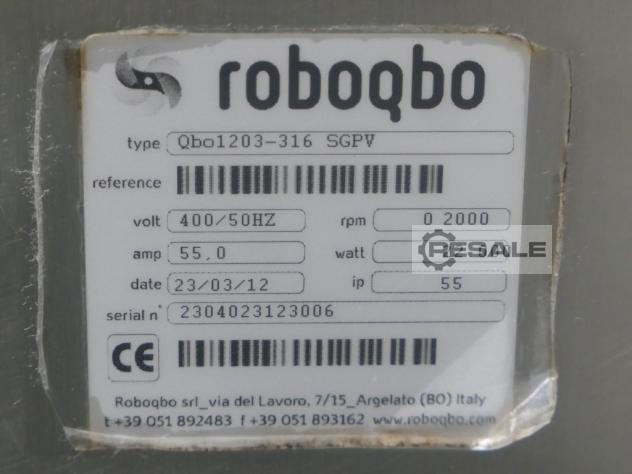 roboqbo
type Qbo1203-316 SGPV
reference
volt 400/50HZ rpm 0 2000
amp 55,0 watt
RESALE
date 23/03/12 ip 55
serial n° 2304023123006
CE
Roboqbo srl_via del Lavoro, 7/15_Argelato (BO) Italy
t +39 051 892483 f +39 051 893162 www.roboqbo.com